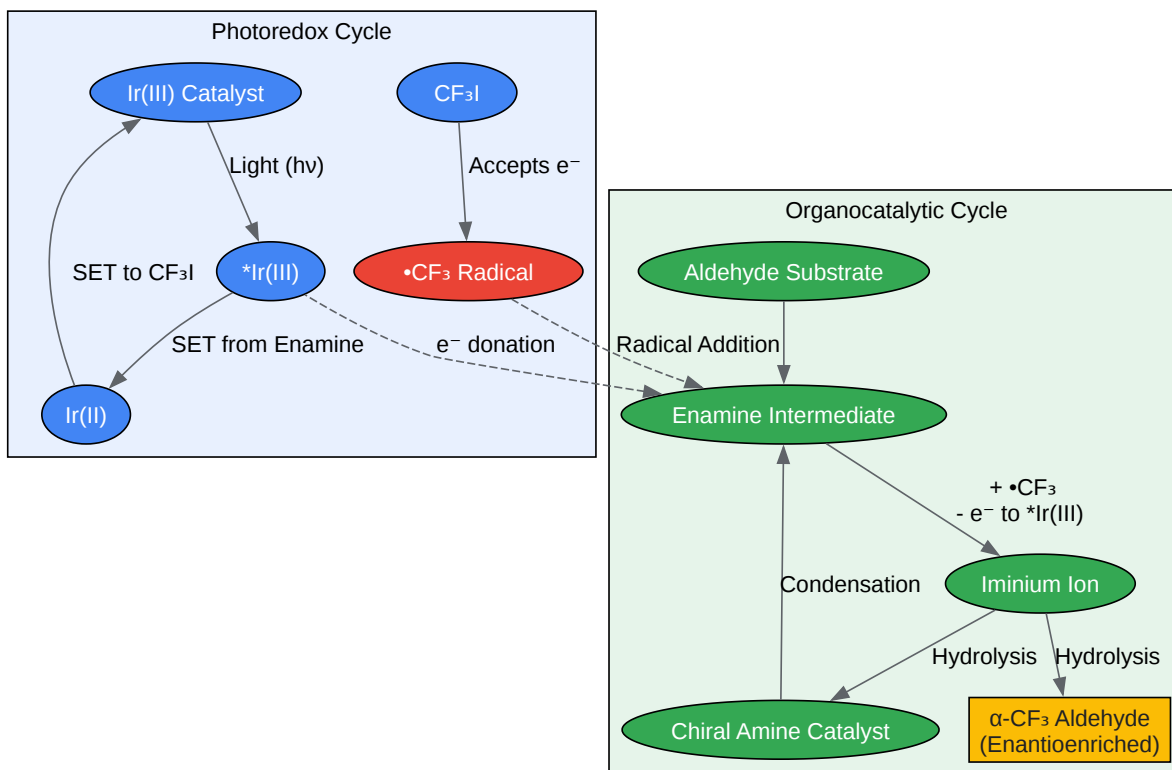 Photoredox Cycle
Ir(III) Catalyst
CF₃I
Light (hν)
Accepts e⁻
Organocatalytic Cycle
SET to CF₃I
*Ir(III)
•CF₃ Radical
Aldehyde Substrate
SET from Enamine
e⁻ donation
Radical Addition
Ir(II)
Enamine Intermediate
+ •CF₃
- e⁻ to *Ir(III)
Condensation
Iminium Ion
Hydrolysis
Hydrolysis
Chiral Amine Catalyst
α-CF₃ Aldehyde
(Enantioenriched)